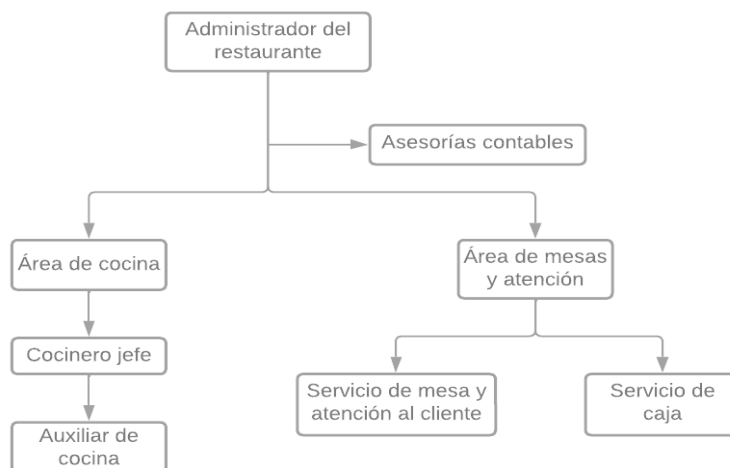 Administrador del
restaurante
Asesorías contables
Área de cocina
Área de mesas
y atención
Cocinero jefe
Servicio de mesa y
atención al cliente
Servicio de
caja
Auxiliar de
cocina